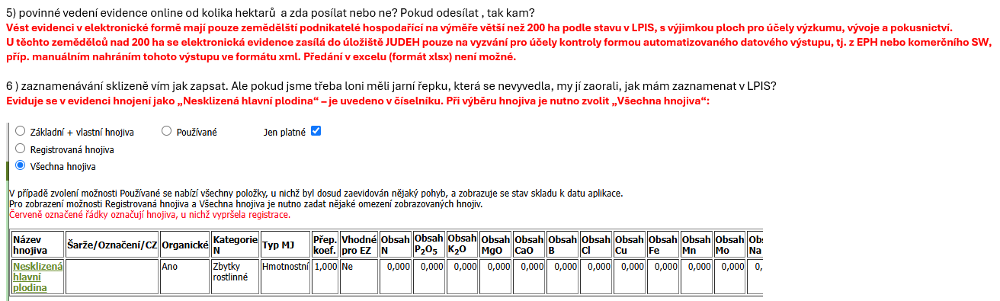 5) povinné vedení evidence online od kolika hektarů  a zda posílat nebo ne? Pokud odesílat , tak kam?
Vést evidenci v elektronické formě mají pouze zemědělští podnikatelé hospodařící na výměře větší než 200 ha podle stavu v LPIS, s výjimkou ploch pro účely výzkumu, vývoje a pokusnictví.
U těchto zemědělců nad 200 ha se elektronická evidence zasílá do úložiště JUDEH pouze na vyzvání pro účely kontroly formou automatizovaného datového výstupu, tj. z EPH nebo komerčního SW,
příp. manuálním nahráním tohoto výstupu ve formátu xml. Předání v excelu (formát xlsx) není možné.
6 ) zaznamenávání sklizeně vím jak zapsat. Ale pokud jsme třeba loni měli jarní řepku, která se nevyvedla, my jí zaorali, jak mám zaznamenat v LPIS?
Eviduje se v evidenci hnojení jako „Nesklizená hlavní plodina“ – je uvedeno v číselníku. Při výběru hnojiva je nutno zvolit „Všechna hnojiva“:
Základní + vlastní hnojiva Používané Jen platné
Registrovaná hnojiva
Všechna hnojiva
V případě zvolení možnosti Používané se nabízí všechny položky, u nichž byl dosud zaevidován nějaký pohyb, a zobrazuje se stav skladu k datu aplikace.
Pro zobrazení možnosti Registrovaná hnojiva a Všechna hnojiva je nutno zadat nějaké omezení zobrazovaných hnojiv.
Červeně označené řádky označují hnojiva, u nichž vypršela registrace.
Název hnojiva Šarže/Označení/CZ Organické Kategorie N Typ MJ Přep. koef. Vhodné pro EZ Obsah N Obsah P2O5 Obsah K2O Obsah MgO Obsah CaO Obsah B Obsah Cl Obsah Cu Obsah Fe Obsah Mn Obsah Mo Obs Na
Nesklizená hlavní plodina Ano Zbytky rostlinné Hmotnostní 1,000 Ne 0,000 0,000 0,000 0,000 0,000 0,000 0,000 0,000 0,000 0,000 0,000 0,